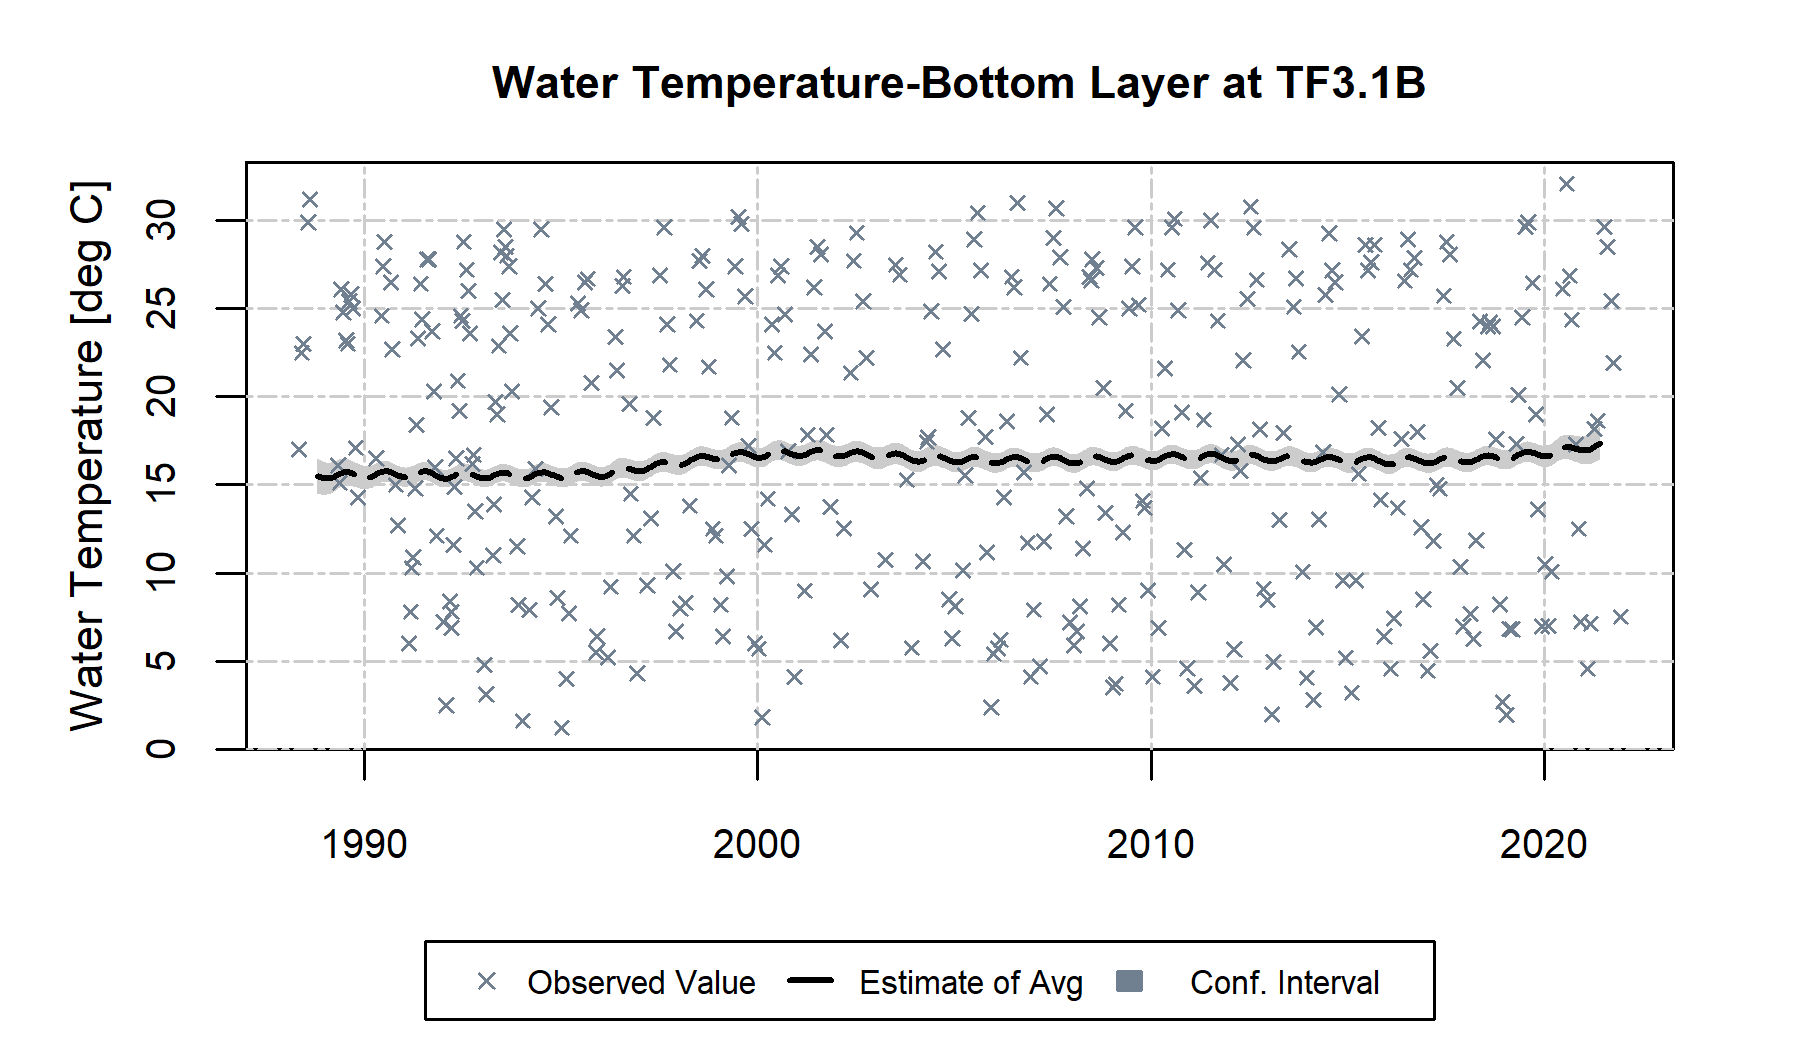 Water Temperature-Bottom Layer at TF3.1B
Water Temperature [deg C]
30
25
20
15
10
5
0
1990 2000 2010 2020
Observed Value Estimate of Avg Conf. Interval